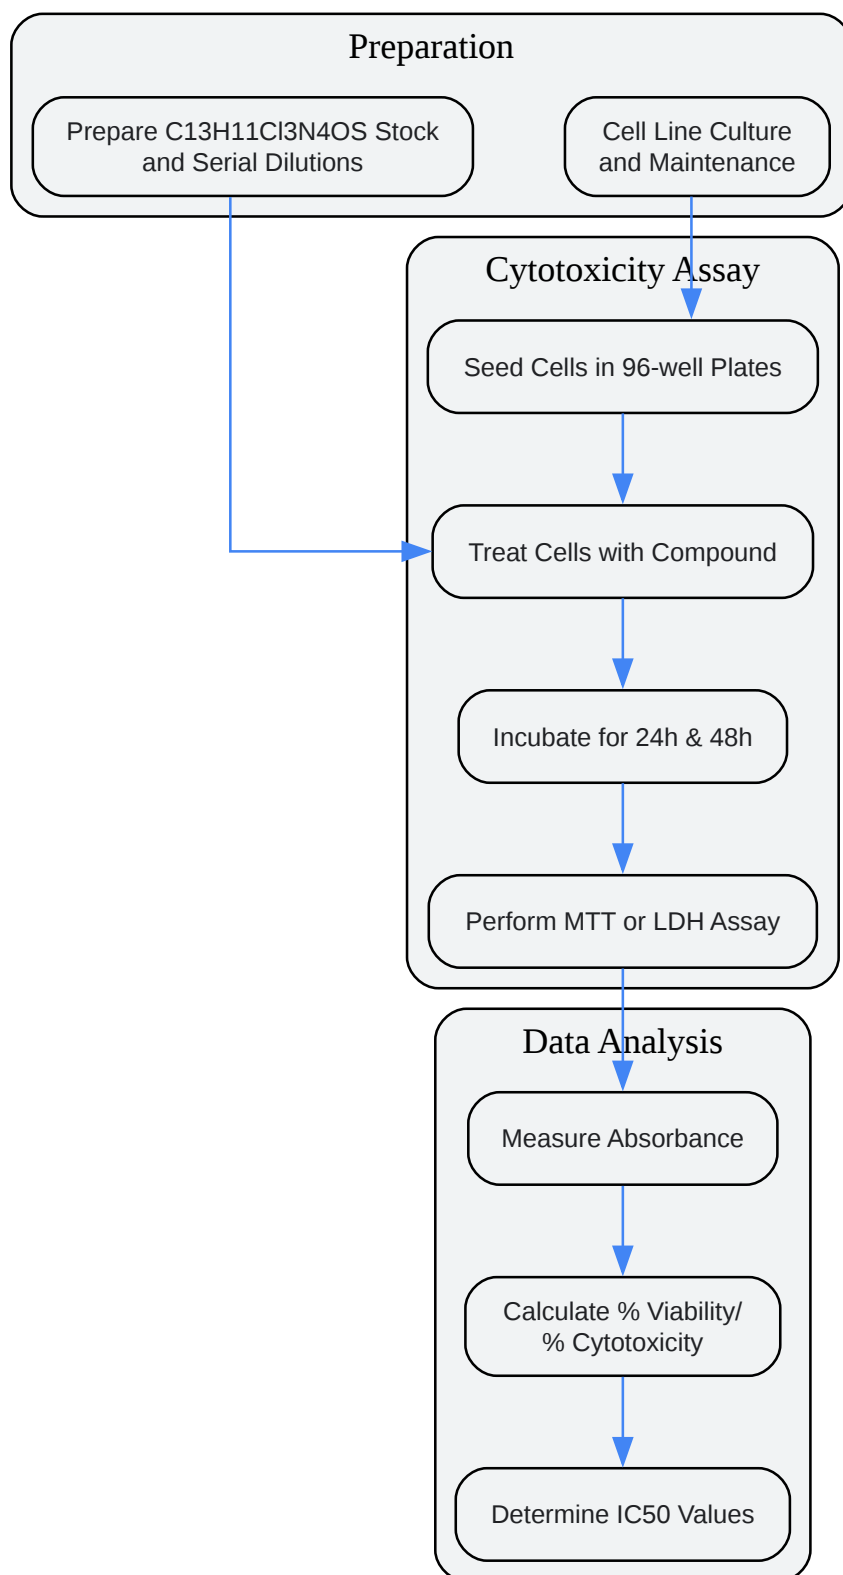 Preparation
Prepare C13H11Cl3N4OS Stock
and Serial Dilutions
Cell Line Culture
and Maintenance
Cytotoxicity Assay
Seed Cells in 96-well Plates
Treat Cells with Compound
Incubate for 24h & 48h
Perform MTT or LDH Assay
Data Analysis
Measure Absorbance
Calculate % Viability/
% Cytotoxicity
Determine IC50 Values